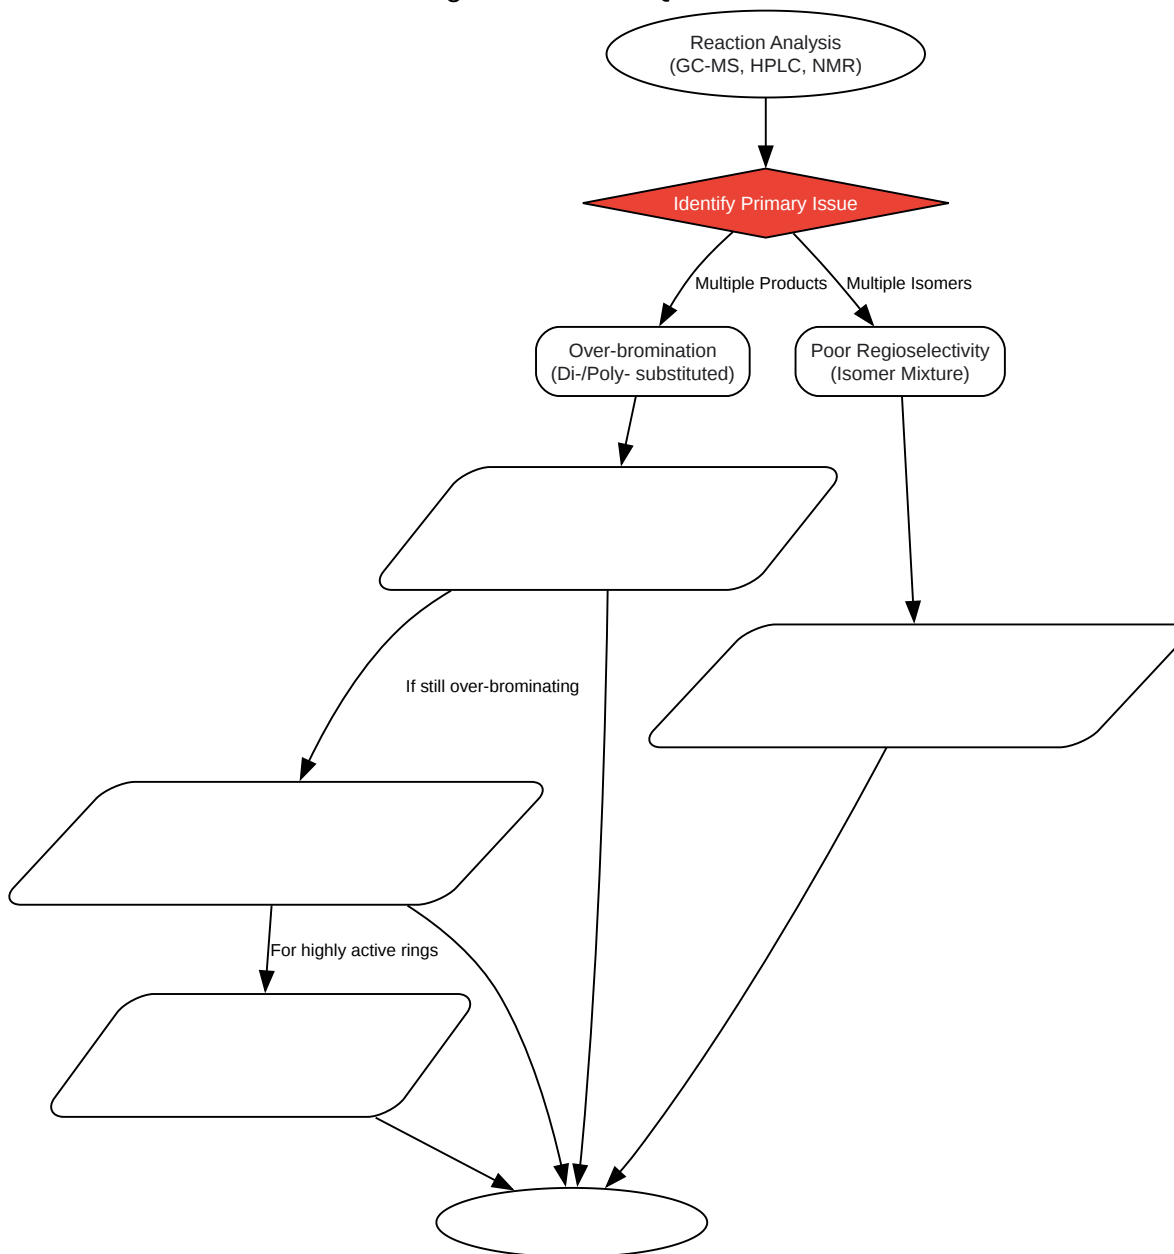 Reaction Analysis
(GC-MS, HPLC, NMR)
Identify Primary Issue
Multiple Products
Multiple Isomers
Over-bromination
(Di-/Poly- substituted)
Poor Regioselectivity
(Isomer Mixture)
If still over-brominating
For highly active rings